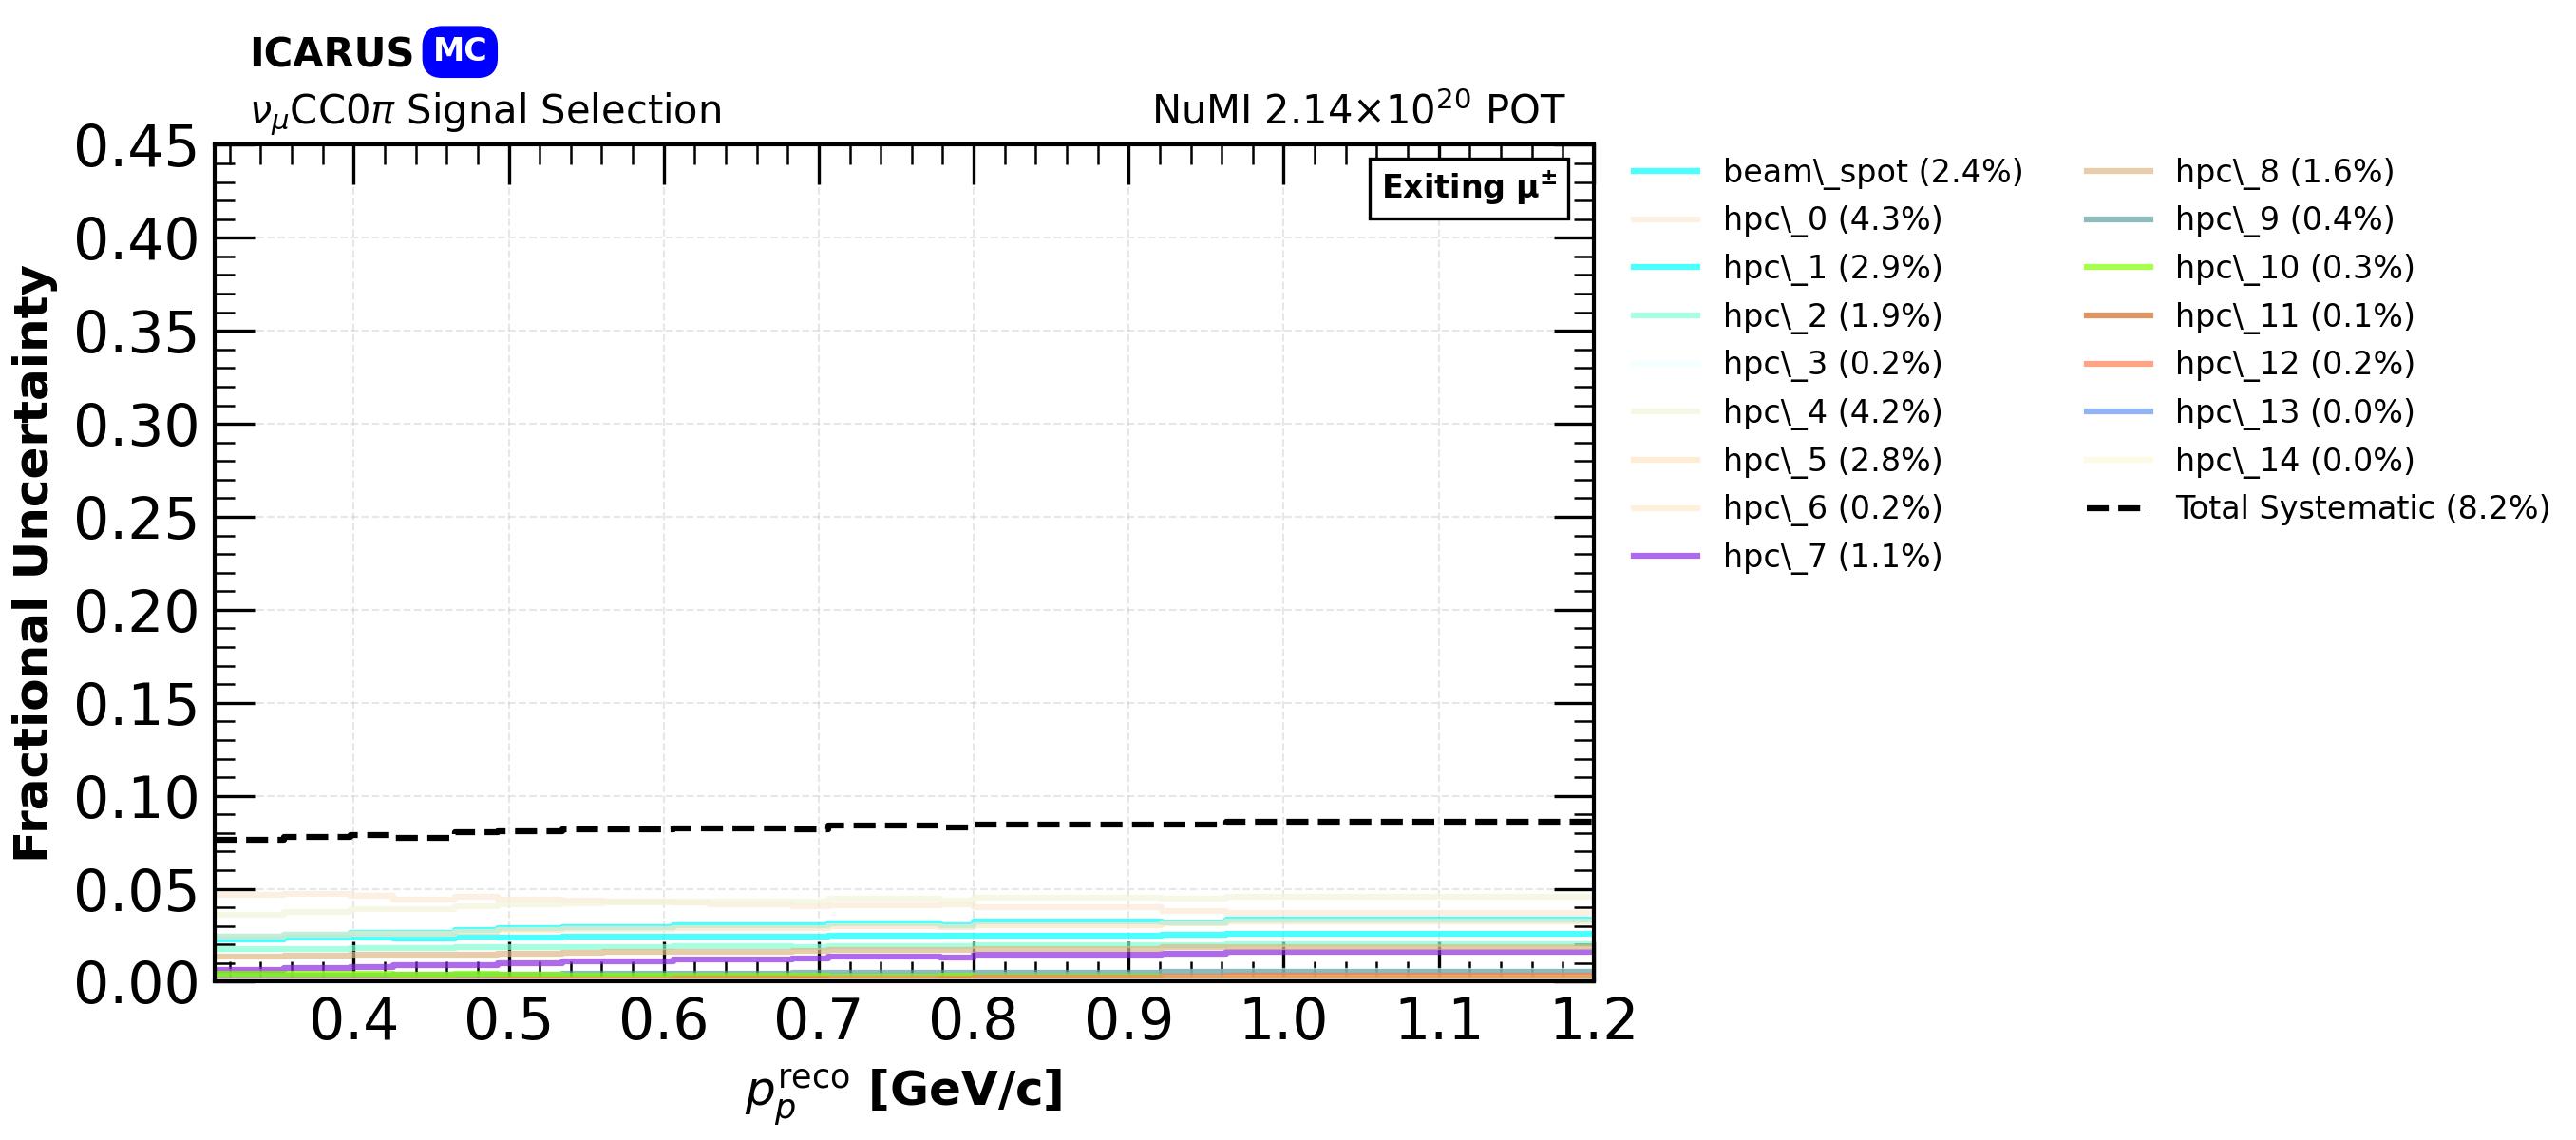 ICARUS MC
νμCC0π Signal Selection
NuMI 2.14×10²⁰ POT
Exiting μ±
Fractional Uncertainty
0.45
0.40
0.35
0.30
0.25
0.20
0.15
0.10
0.05
0.00
0.4 0.5 0.6 0.7 0.8 0.9 1.0 1.1 1.2
p_p^reco [GeV/c]
beam\_spot (2.4%)
hpc\_0 (4.3%)
hpc\_1 (2.9%)
hpc\_2 (1.9%)
hpc\_3 (0.2%)
hpc\_4 (4.2%)
hpc\_5 (2.8%)
hpc\_6 (0.2%)
hpc\_7 (1.1%)
hpc\_8 (1.6%)
hpc\_9 (0.4%)
hpc\_10 (0.3%)
hpc\_11 (0.1%)
hpc\_12 (0.2%)
hpc\_13 (0.0%)
hpc\_14 (0.0%)
Total Systematic (8.2%)